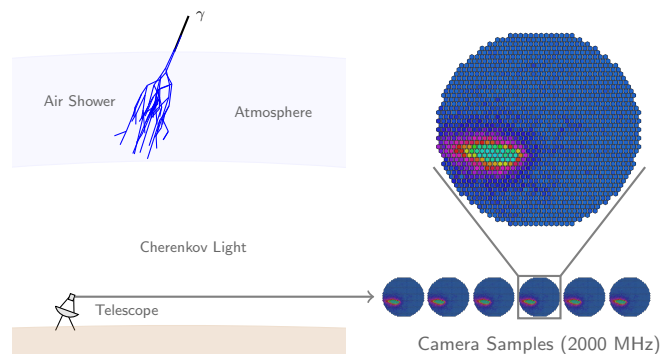 γ
Air Shower
Atmosphere
Cherenkov Light
Telescope
Camera Samples (2000 MHz)